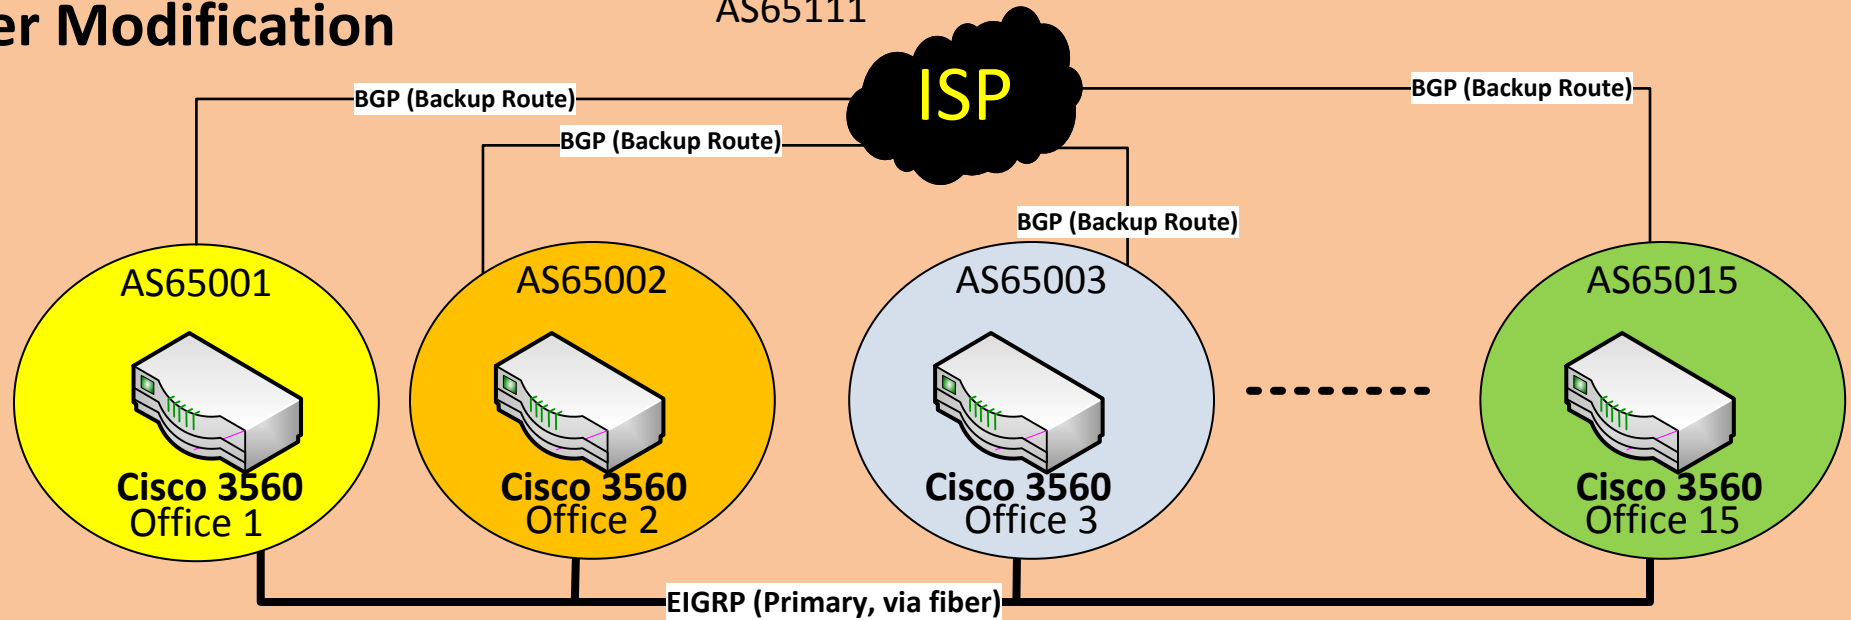 er Modification
AS65111
ISP
BGP (Backup Route)
BGP (Backup Route)
BGP (Backup Route)
BGP (Backup Route)
AS65001
Cisco 3560
Office 1
AS65002
Cisco 3560
Office 2
AS65003
Cisco 3560
Office 3
AS65015
Cisco 3560
Office 15
EIGRP (Primary, via fiber)